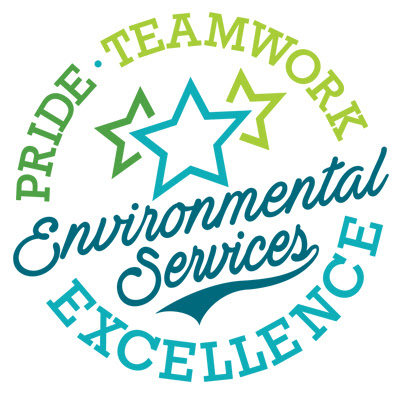 PRIDE · TEAMWORK
Environmental
Services
EXCELLENCE